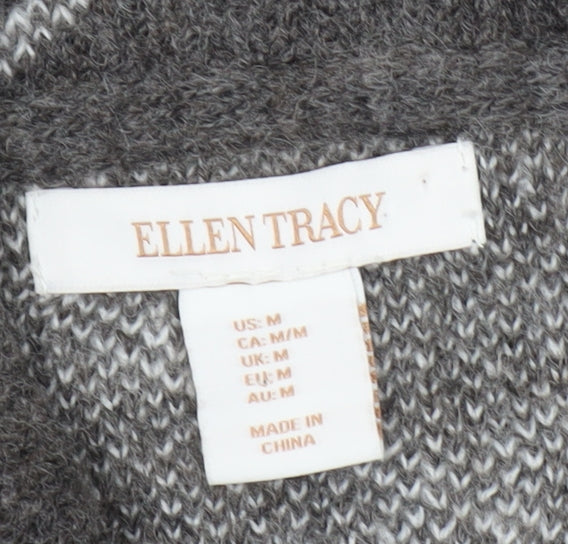 ELLEN TRACY
US: M
CA: M/M
UK: M
EU: M
AU: M
MADE IN
CHINA